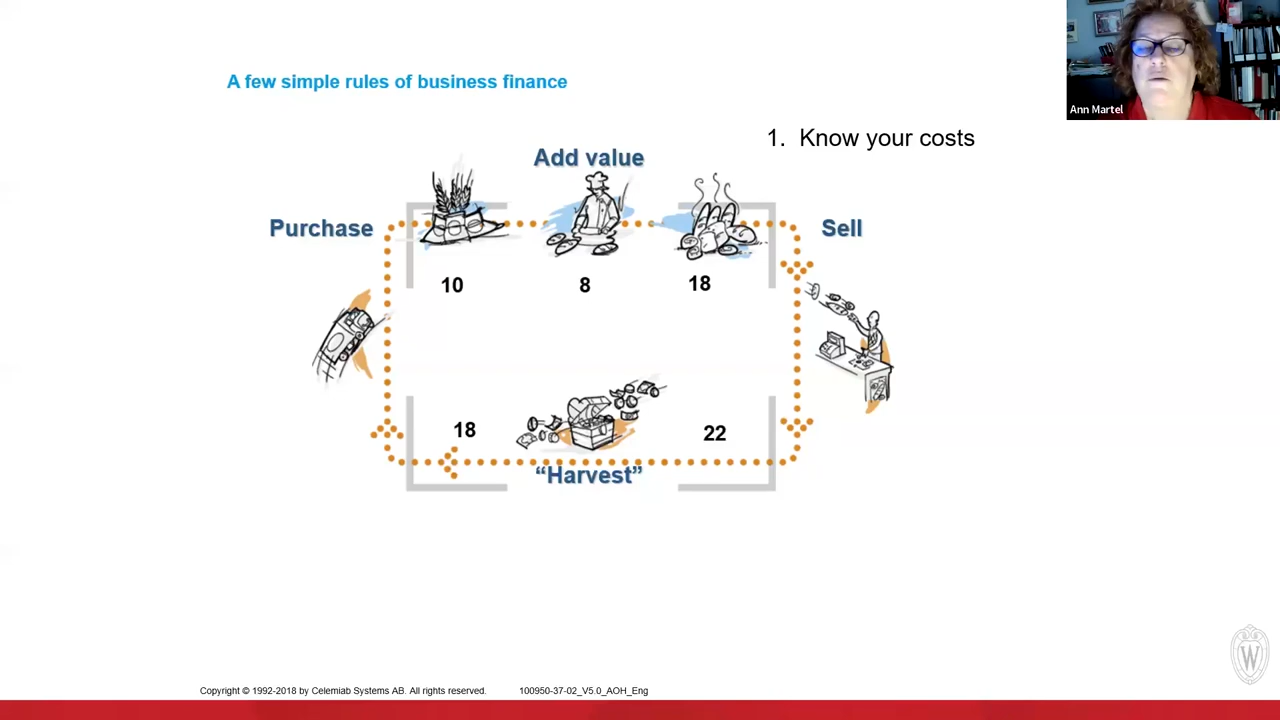 A few simple rules of business finance
Ann Martel
1. Know your costs
Add value
Purchase
Sell
10
8
18
18
22
“Harvest”
W
Copyright © 1992-2018 by Celemiab Systems AB. All rights reserved.
100950-37-02_V5.0_AOH_Eng